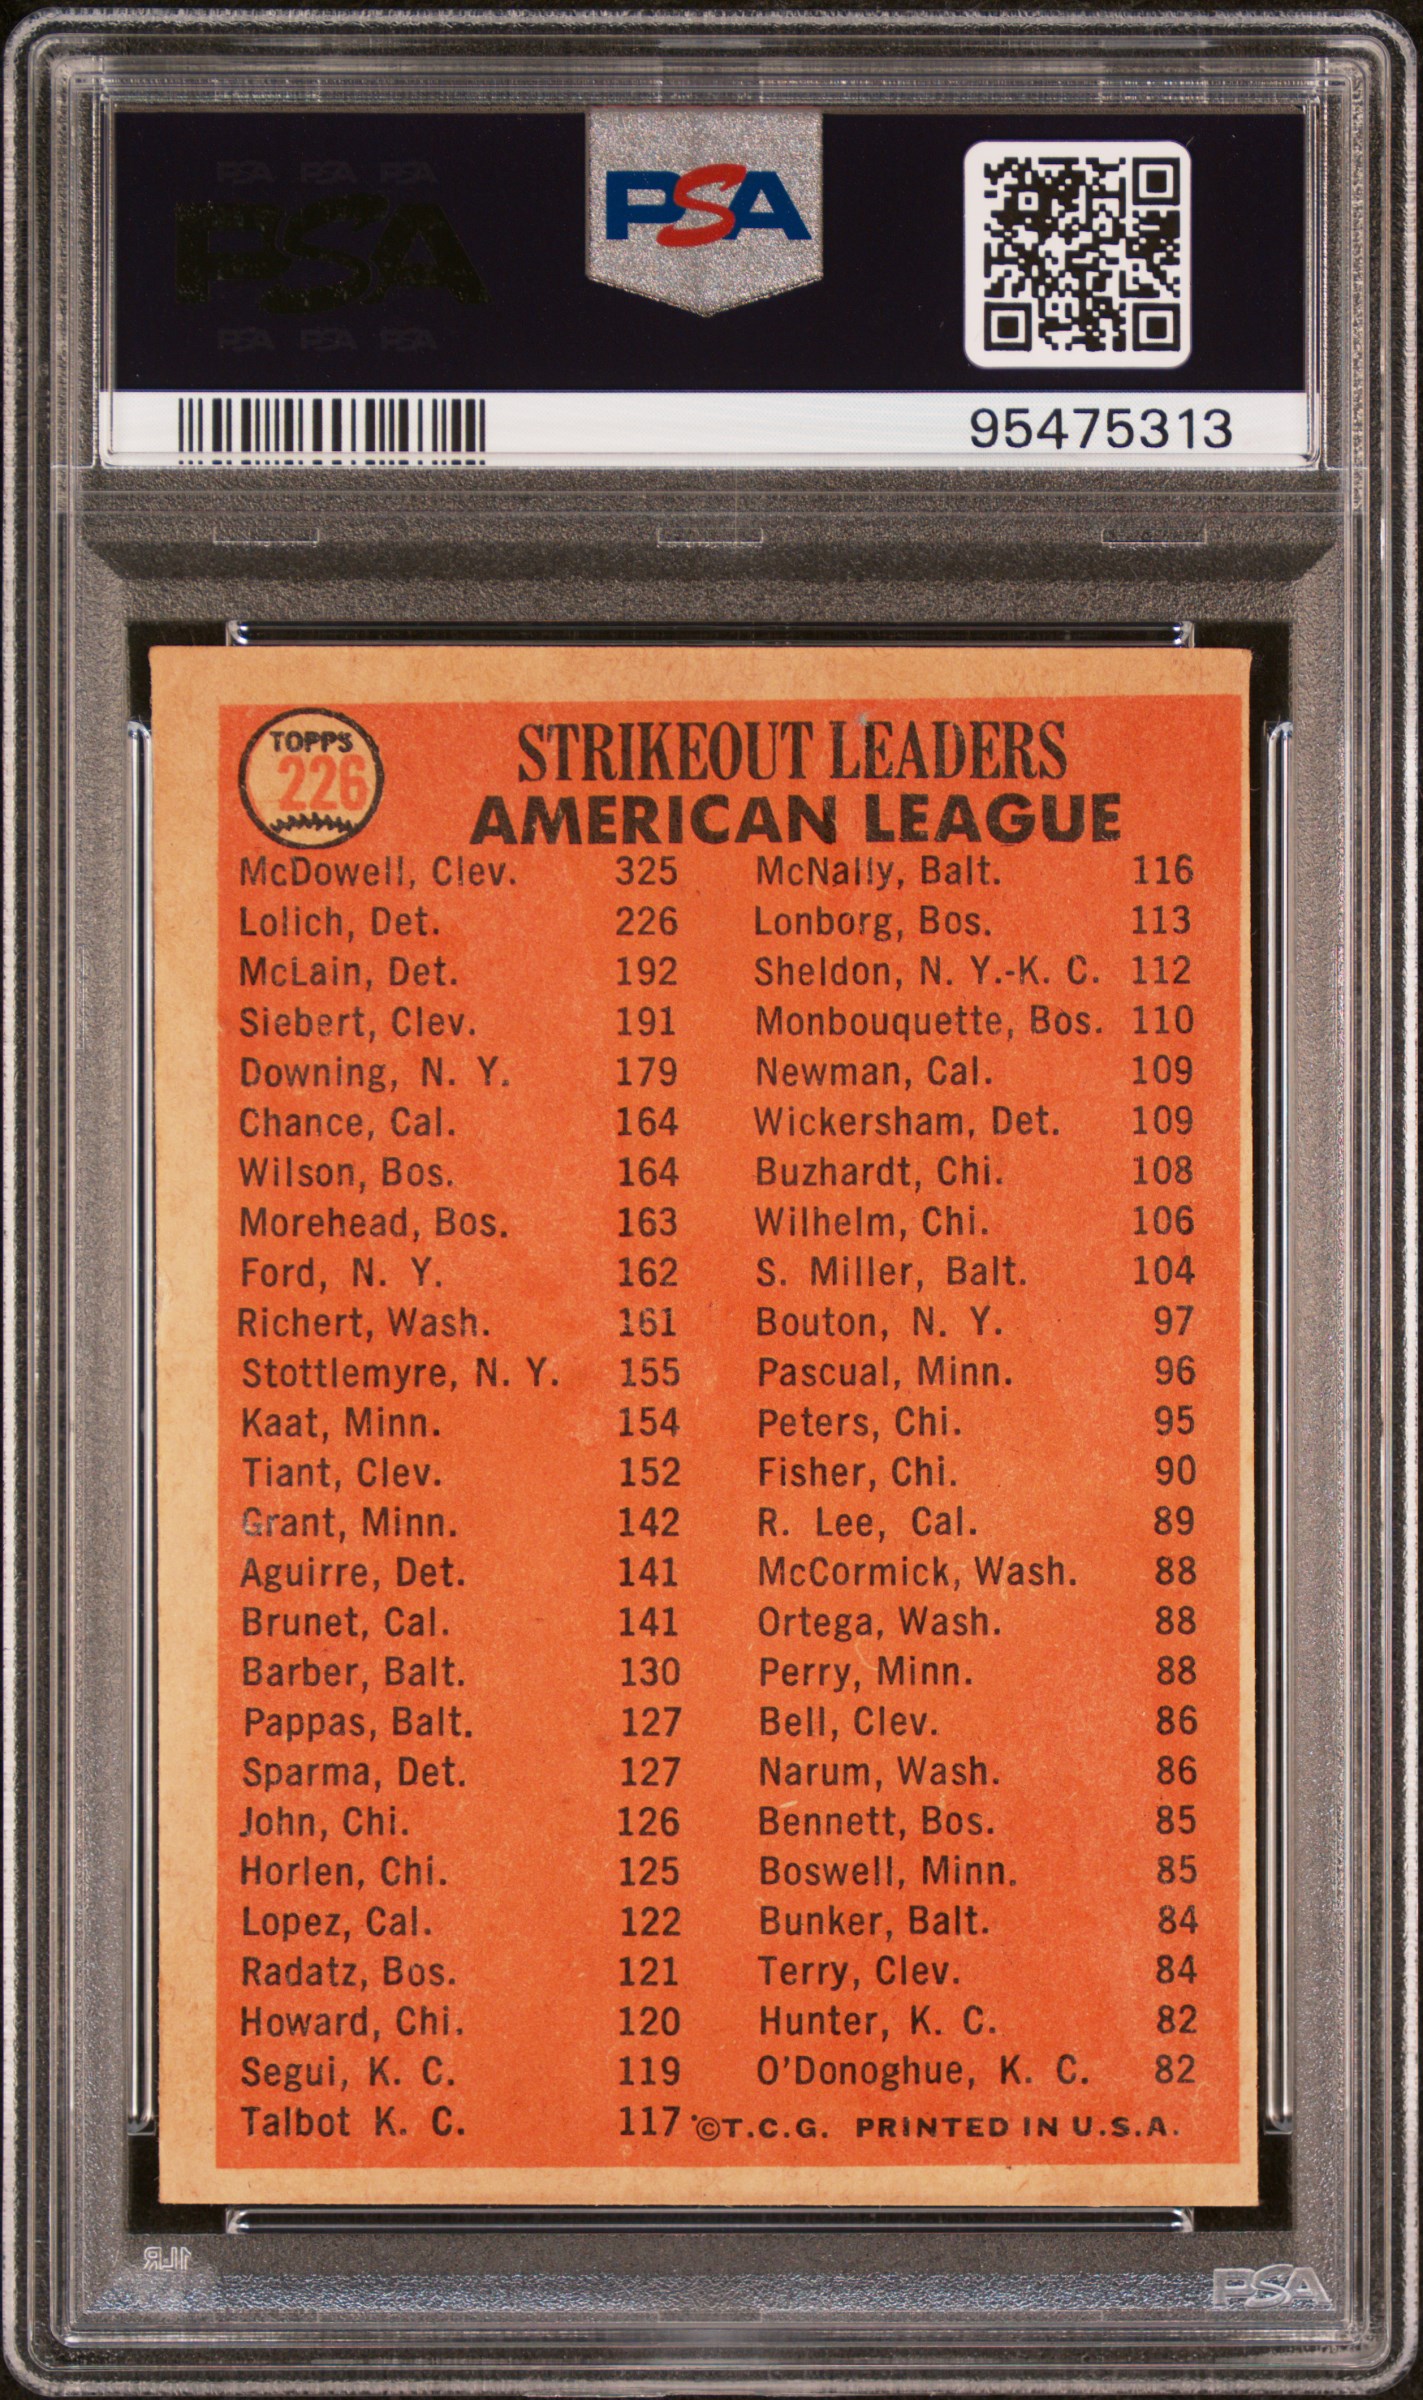 PSA PSA PSA
PSA
PSA PSA PSA
PSA
95475313
TOPPS
226
STRIKEOUT LEADERS
AMERICAN LEAGUE
McDowell, Clev. 325 McNally, Balt. 116
Lolich, Det. 226 Lonborg, Bos. 113
McLain, Det. 192 Sheldon, N. Y.-K. C. 112
Siebert, Clev. 191 Monbouquette, Bos. 110
Downing, N. Y. 179 Newman, Cal. 109
Chance, Cal. 164 Wickersham, Det. 109
Wilson, Bos. 164 Buzhardt, Chi. 108
Morehead, Bos. 163 Wilhelm, Chi. 106
Ford, N. Y. 162 S. Miller, Balt. 104
Richert, Wash. 161 Bouton, N. Y. 97
Stottlemyre, N. Y. 155 Pascual, Minn. 96
Kaat, Minn. 154 Peters, Chi. 95
Tiant, Clev. 152 Fisher, Chi. 90
Grant, Minn. 142 R. Lee, Cal. 89
Aguirre, Det. 141 McCormick, Wash. 88
Brunet, Cal. 141 Ortega, Wash. 88
Barber, Balt. 130 Perry, Minn. 88
Pappas, Balt. 127 Bell, Clev. 86
Sparma, Det. 127 Narum, Wash. 86
John, Chi. 126 Bennett, Bos. 85
Horlen, Chi. 125 Boswell, Minn. 85
Lopez, Cal. 122 Bunker, Balt. 84
Radatz, Bos. 121 Terry, Clev. 84
Howard, Chi. 120 Hunter, K. C. 82
Segui, K. C. 119 O'Donoghue, K. C. 82
Talbot K. C. 117 ©T.C.G. PRINTED IN U.S.A.
1LR
PSA